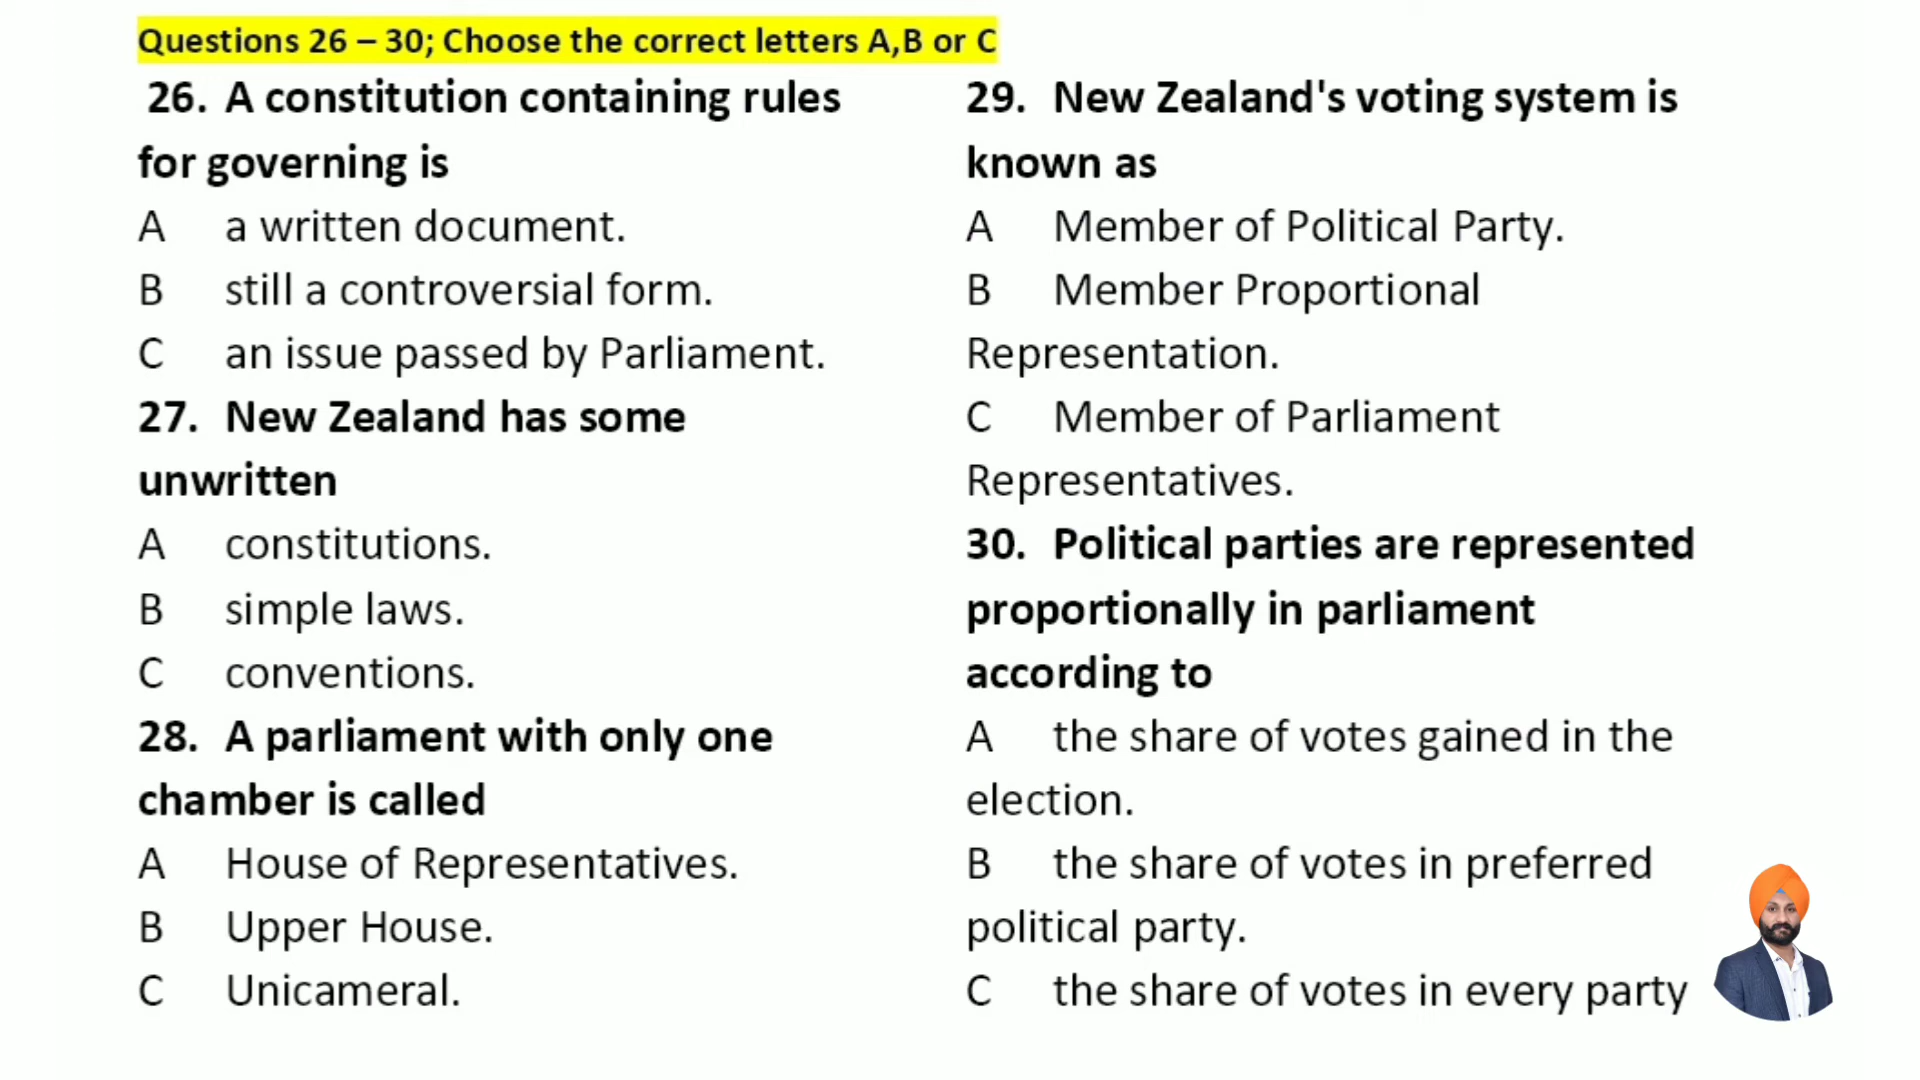 Questions 26 – 30; Choose the correct letters A,B or C
26. A constitution containing rules
for governing is
A a written document.
B still a controversial form.
C an issue passed by Parliament.
27. New Zealand has some
unwritten
A constitutions.
B simple laws.
C conventions.
28. A parliament with only one
chamber is called
A House of Representatives.
B Upper House.
C Unicameral.
29. New Zealand's voting system is
known as
A Member of Political Party.
B Member Proportional
Representation.
C Member of Parliament
Representatives.
30. Political parties are represented
proportionally in parliament
according to
A the share of votes gained in the
election.
B the share of votes in preferred
political party.
C the share of votes in every party